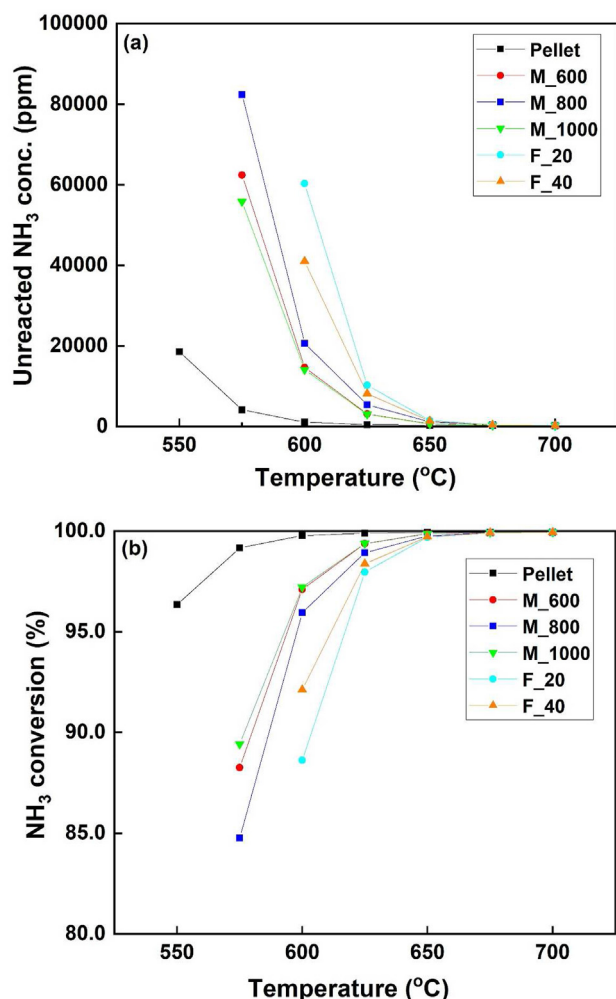 (a)
Unreacted NH₃ conc. (ppm)
100000
80000
60000
40000
20000
0
Pellet
M_600
M_800
M_1000
F_20
F_40
550 600 650 700
Temperature (°C)
(b)
NH₃ conversion (%)
100.0
95.0
90.0
85.0
80.0
Pellet
M_600
M_800
M_1000
F_20
F_40
550 600 650 700
Temperature (°C)